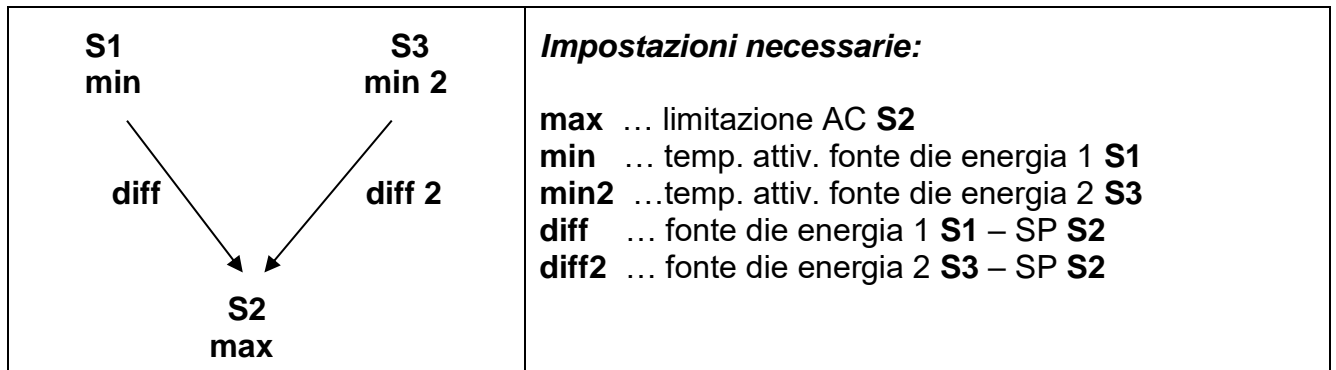 S1 S3
min min 2
diff diff 2
S2
max
Impostazioni necessarie:
max … limitazione AC S2
min … temp. attiv. fonte die energia 1 S1
min2 …temp. attiv. fonte die energia 2 S3
diff … fonte die energia 1 S1 – SP S2
diff2 … fonte die energia 2 S3 – SP S2